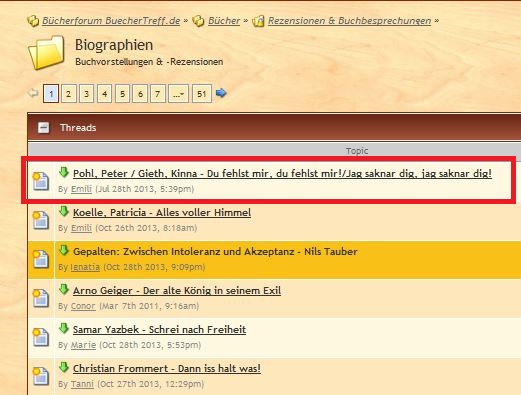 Bücherforum BuecherTreff.de » Bücher » Rezensionen & Buchbesprechungen »
Biographien
Buchvorstellungen & -Rezensionen
1 2 3 4 5 6 7 ... 51
Threads
Topic
Pohl, Peter / Gieth, Kinna - Du fehlst mir, du fehlst mir!/Jag saknar dig, jag saknar dig!
By Emili (Jul 28th 2013, 5:39pm)
Koelle, Patricia - Alles voller Himmel
By Emili (Oct 26th 2013, 8:18am)
Gepalten: Zwischen Intoleranz und Akzeptanz - Nils Tauber
By Ignatia (Oct 28th 2013, 9:09pm)
Arno Geiger - Der alte König in seinem Exil
By Conor (Mar 7th 2011, 9:16am)
Samar Yazbek - Schrei nach Freiheit
By Marie (Oct 28th 2013, 5:53pm)
Christian Frommert - Dann iss halt was!
By Tanni (Oct 27th 2013, 12:29pm)